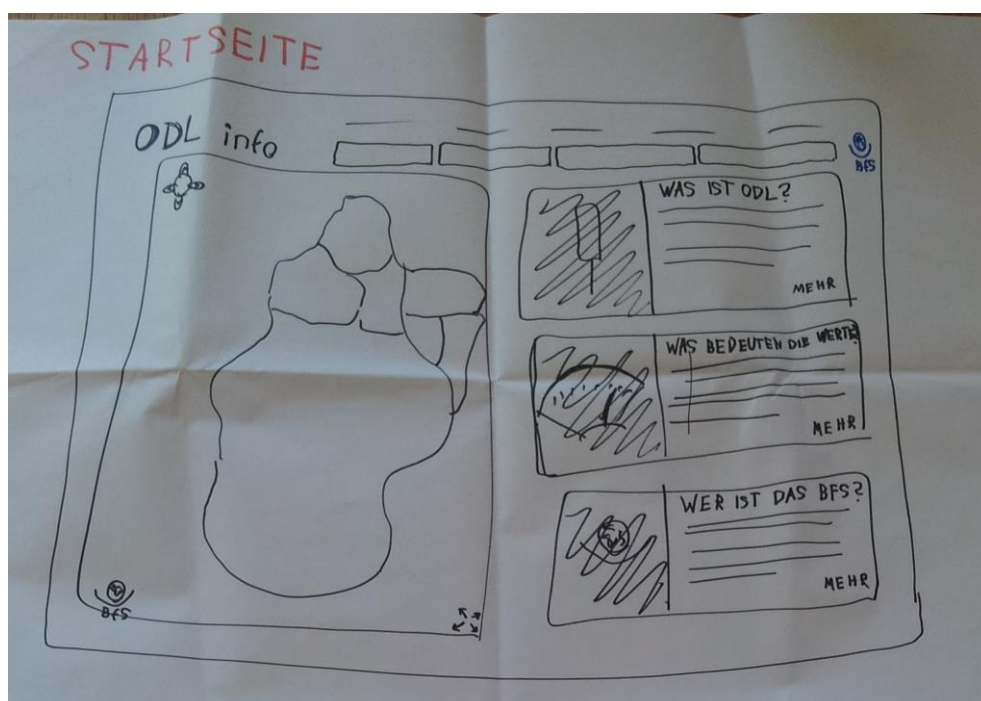 STARTSEITE
ODL info
BFS
WAS IST ODL?
MEHR
WAS BEDEUTEN DIE WERTE?
MEHR
WER IST DAS BFS?
MEHR
BfS